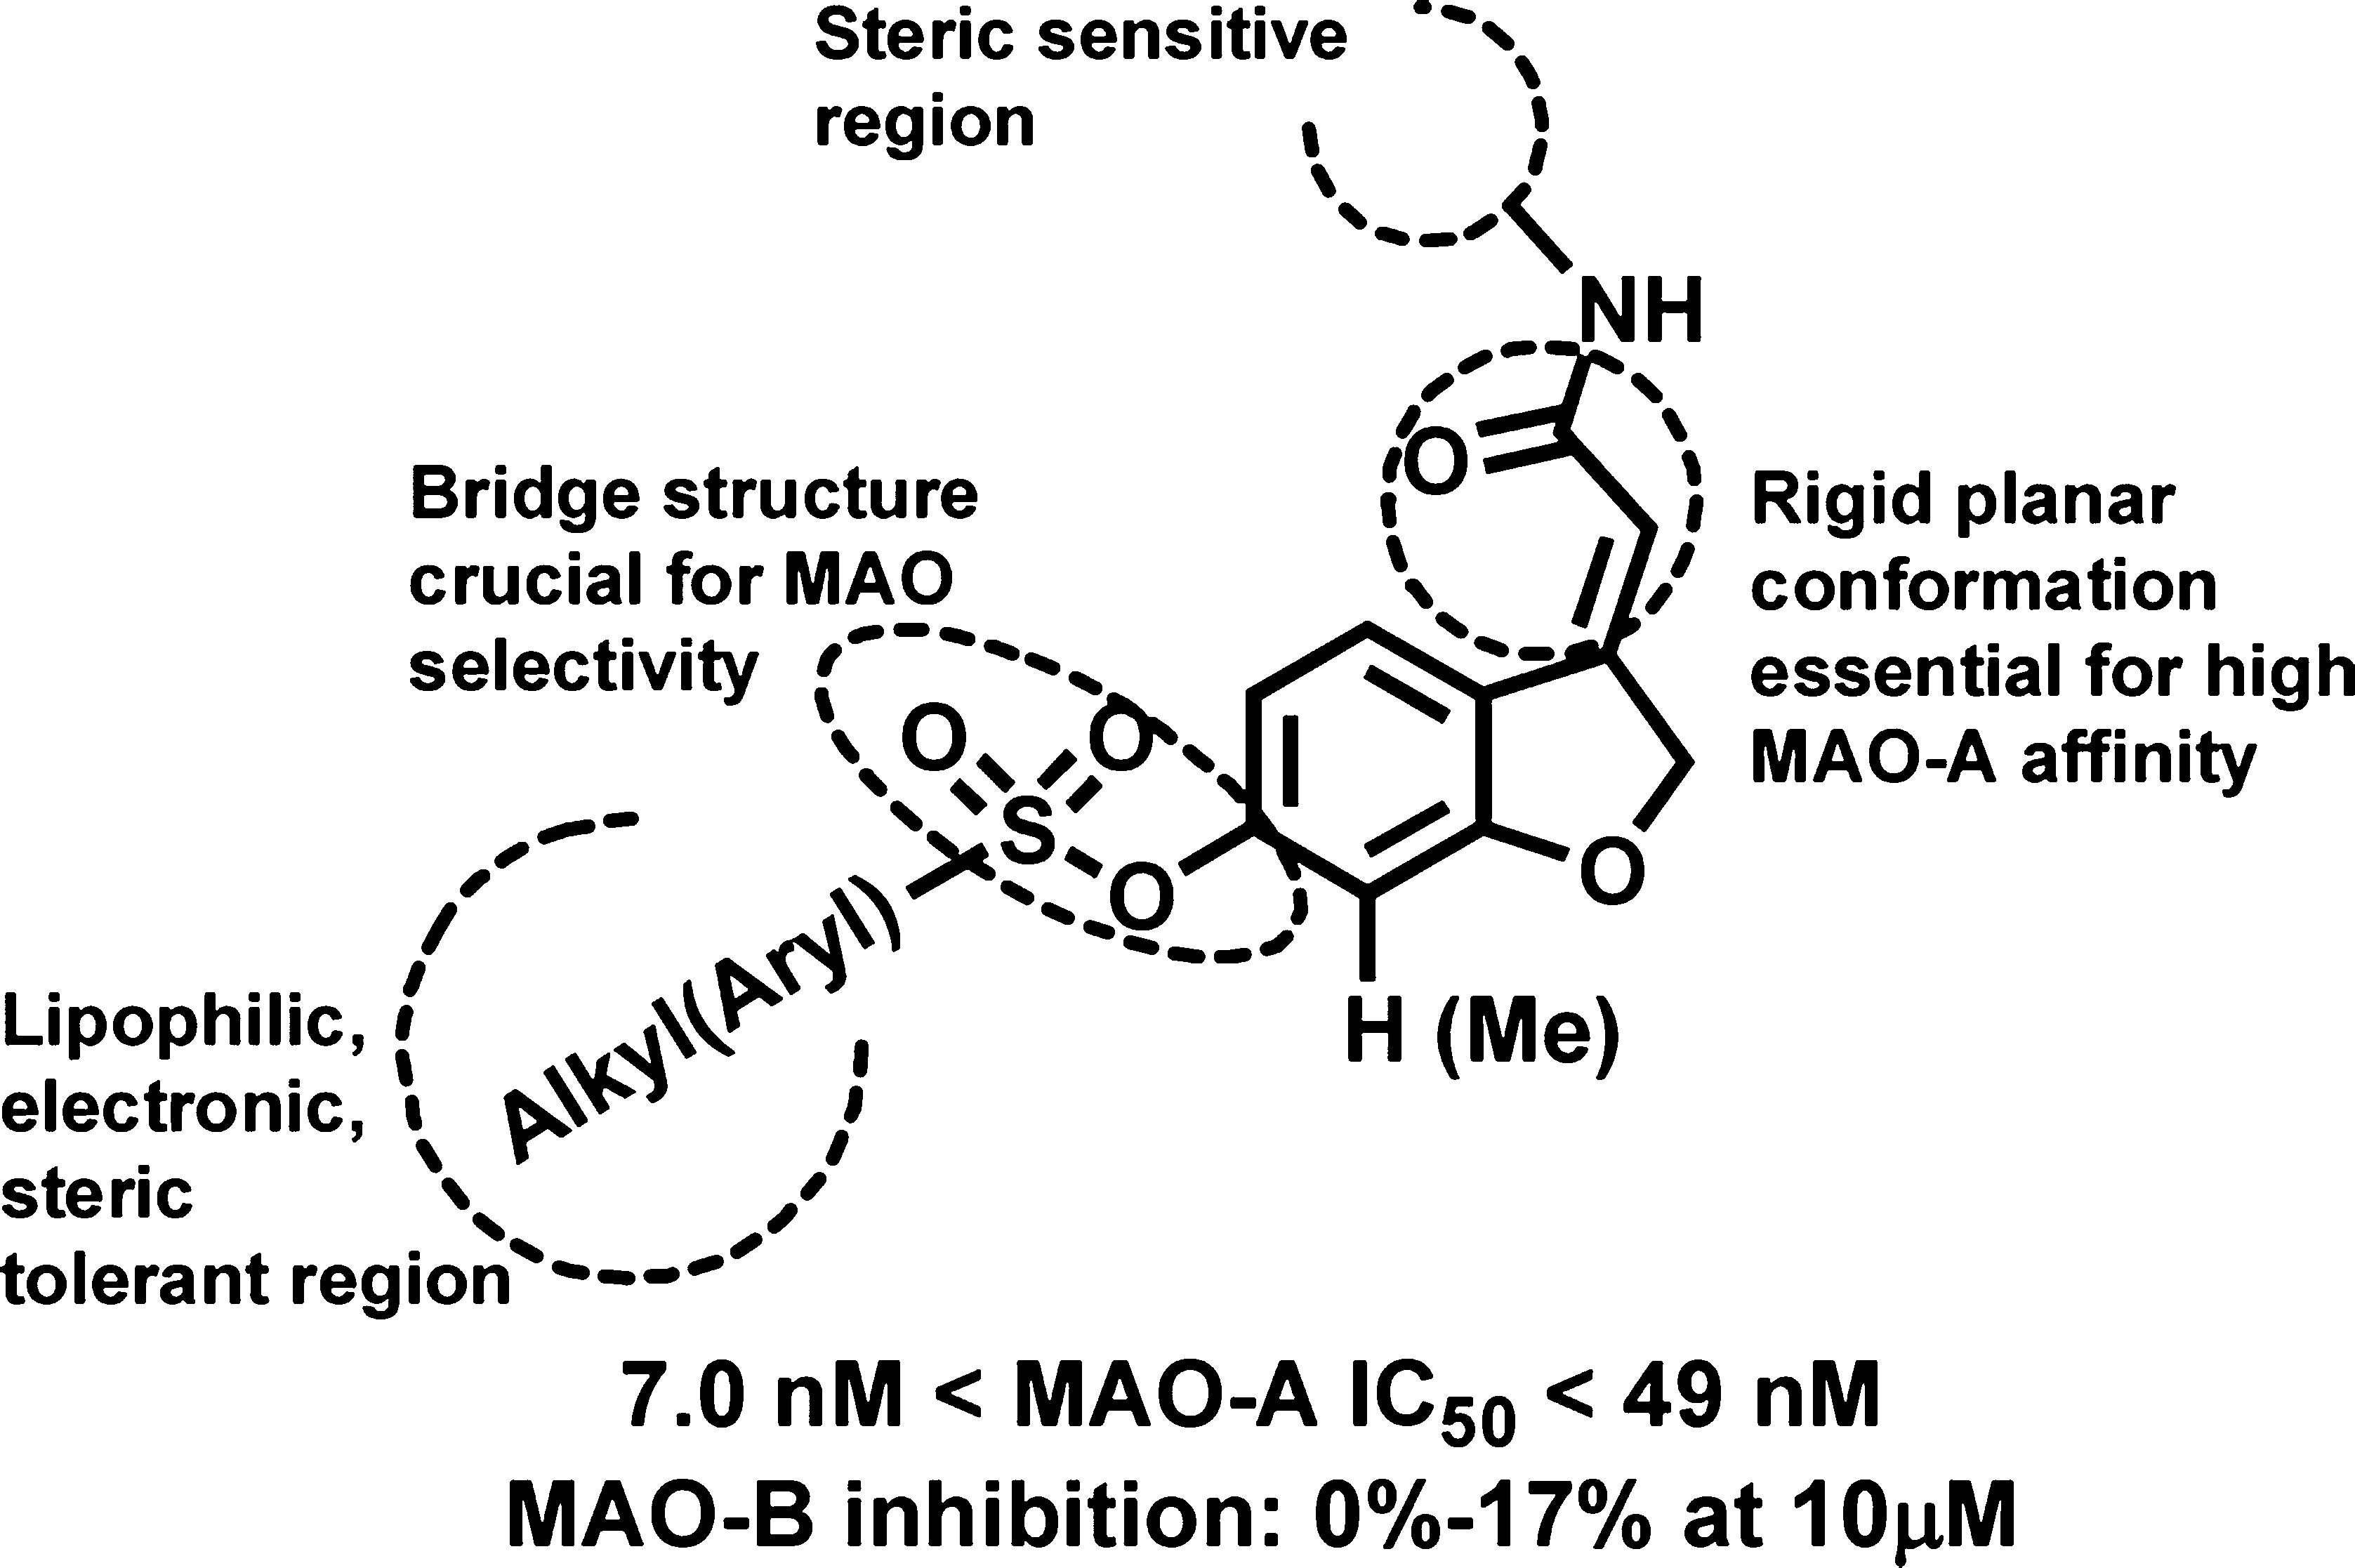 Steric sensitive
region
NH
O
Bridge structure
crucial for MAO
selectivity
Rigid planar
conformation
essential for high
MAO-A affinity
O
O
S
O
O
Alkyl(Aryl)
H (Me)
Lipophilic,
electronic,
steric
tolerant region
7.0 nM < MAO-A IC50 < 49 nM
MAO-B inhibition: 0%-17% at 10µM